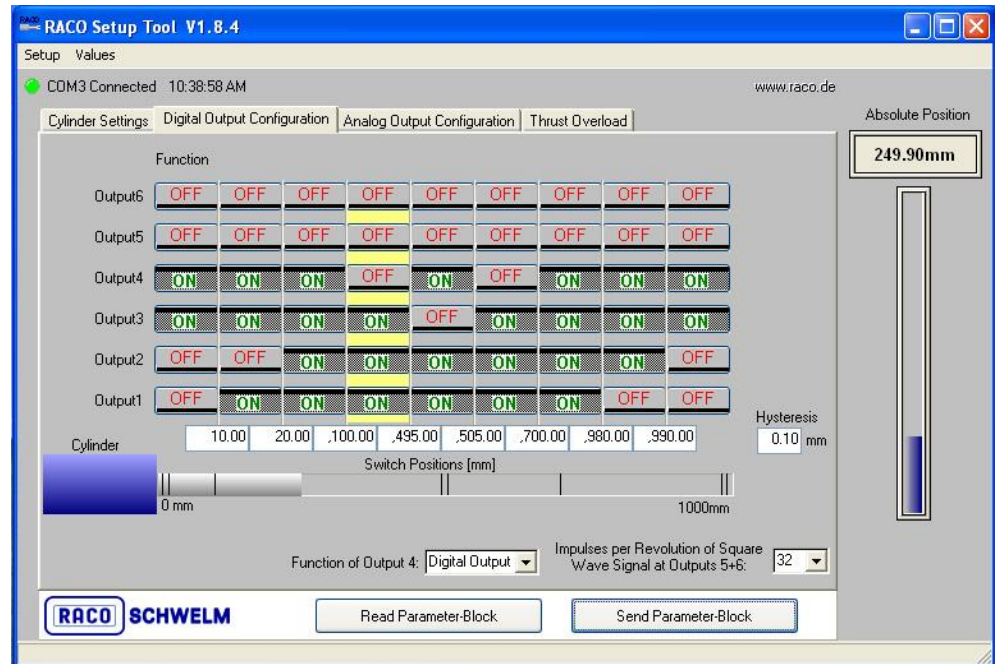 RACO RACO Setup Tool V1.8.4
Setup Values
COM3 Connected 10:38:58 AM www.raco.de
Cylinder Settings Digital Output Configuration Analog Output Configuration Thrust Overload
Absolute Position
249.90mm
Function
Output6 OFF OFF OFF OFF OFF OFF OFF OFF OFF
Output5 OFF OFF OFF OFF OFF OFF OFF OFF OFF
Output4 ON ON ON OFF ON OFF ON ON ON
Output3 ON ON ON ON OFF ON ON ON ON
Output2 OFF OFF ON ON ON ON ON ON OFF
Output1 OFF ON ON ON ON ON ON OFF OFF
Hysteresis
Cylinder 10.00 20.00 ,100.00 ,495.00 ,505.00 ,700.00 ,980.00 ,990.00 0.10 mm
Switch Positions [mm]
0 mm 1000mm
Function of Output 4: Digital Output
Impulses per Revolution of Square
Wave Signal at Outputs 5+6: 32
RACO SCHWELM Read Parameter-Block Send Parameter-Block